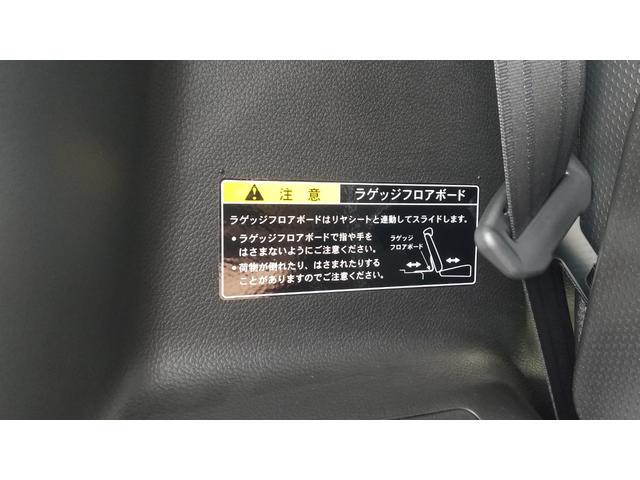 注意 ラゲッジフロアボード
ラゲッジフロアボードはリヤシートと連動してスライドします。
・ラゲッジフロアボードで指や手を
はさまないようにご注意ください。
・荷物が倒れたり、はさまれたりする
ことがありますのでご注意ください。
ラゲッジ
フロアボード